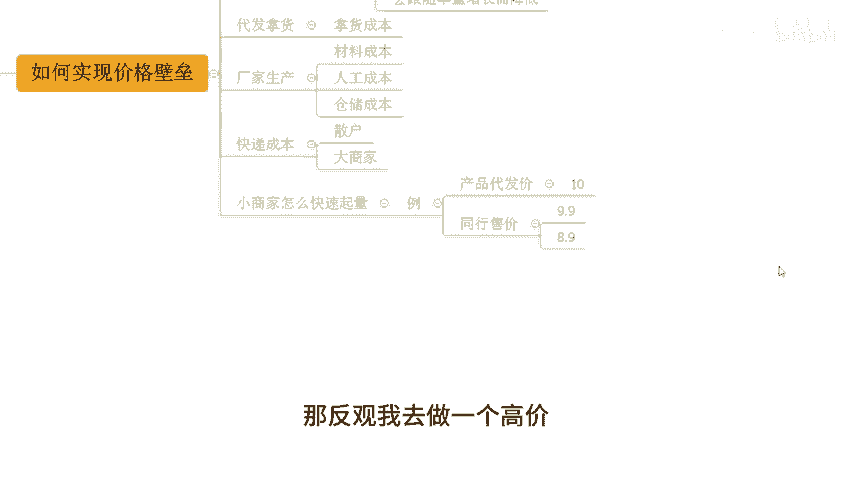 代发拿货 拿货成本
材料成本
厂家生产 人工成本
仓储成本
如何实现价格壁垒
散户
快递成本
大商家
产品代发价 10
小商家怎么快速起量 例
9.9
同行售价
8.9
那反观我去做一个高价